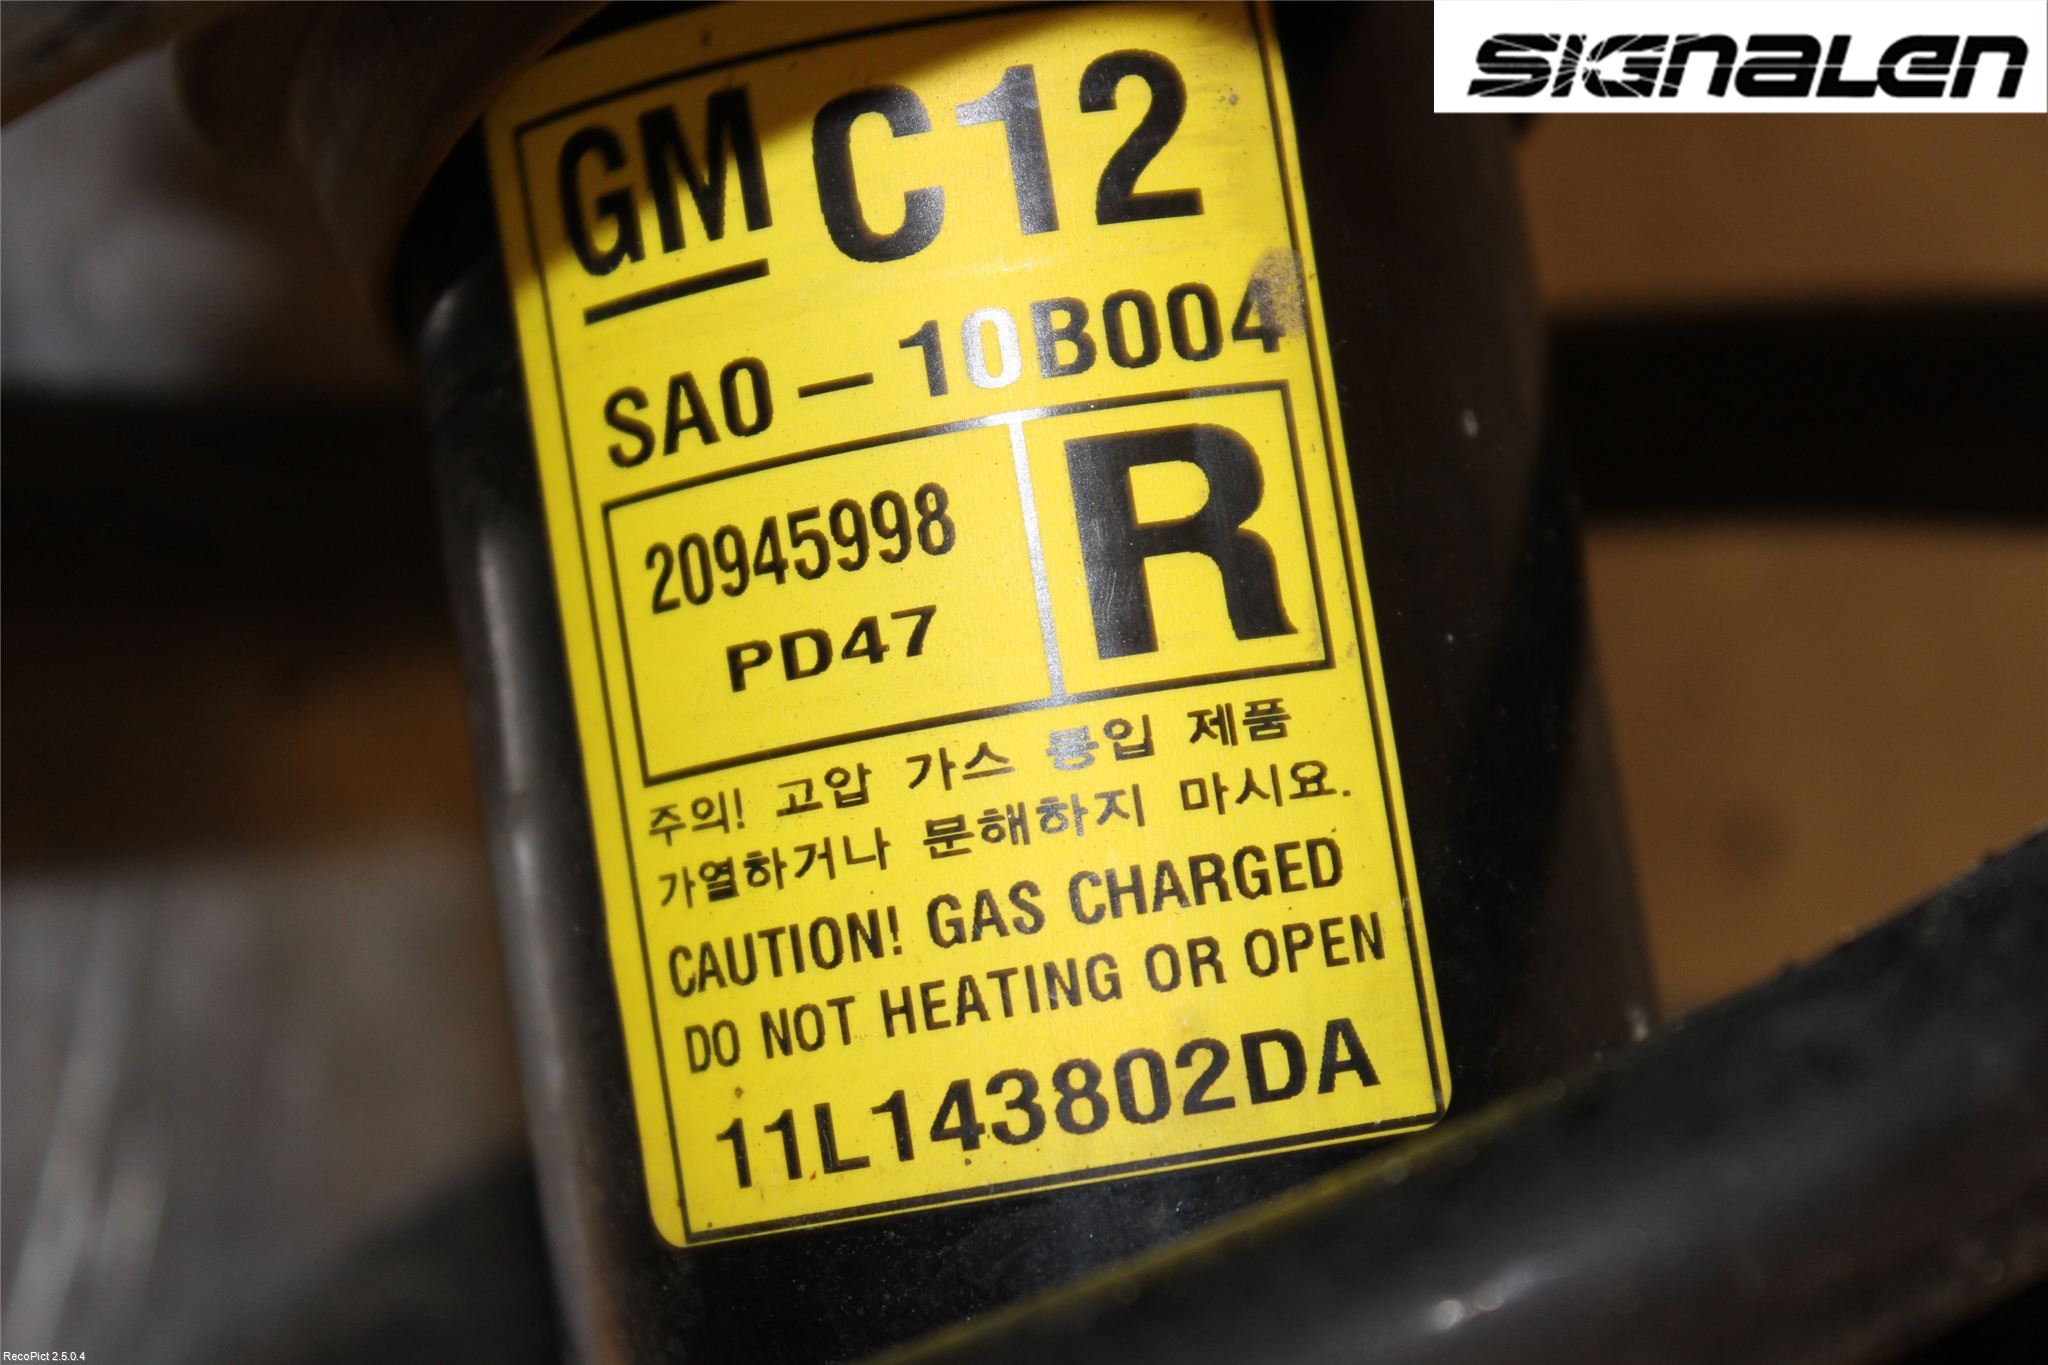 SIGNALEN
GM C12
SA0-10B004
20945998
PD47
R
주의! 고압 가스 봉입 제품
가열하거나 분해하지 마시요.
CAUTION! GAS CHARGED
DO NOT HEATING OR OPEN
11L143802DA
RecoPict 2.5.0.4